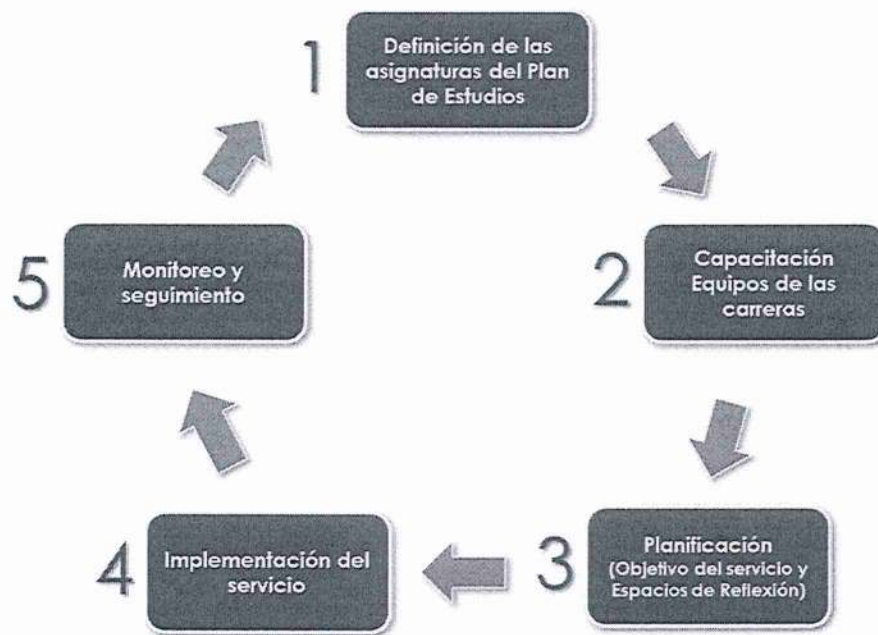 1
Definición de las
asignaturas del Plan
de Estudios
2
Capacitación
Equipos de las
carreras
3
Planificación
(Objetivo del servicio y
Espacios de Reflexión)
4
Implementación del
servicio
5
Monitoreo y
seguimiento